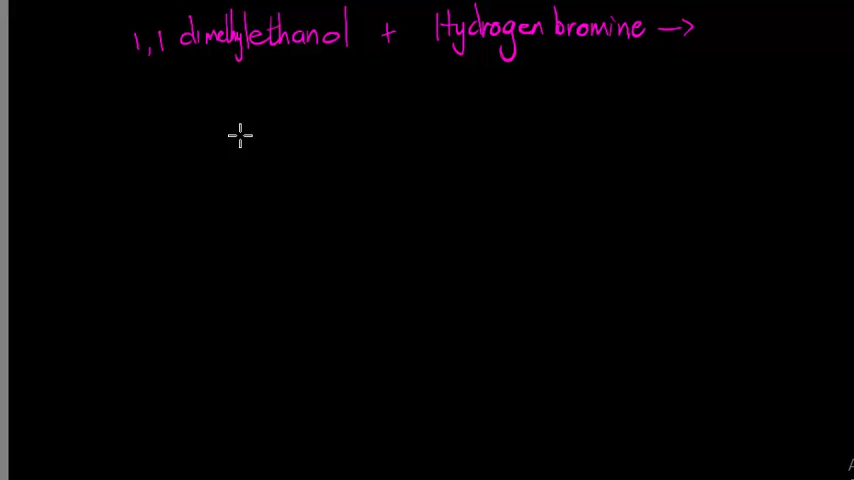 1,1 dimethylethanol + Hydrogen bromine →